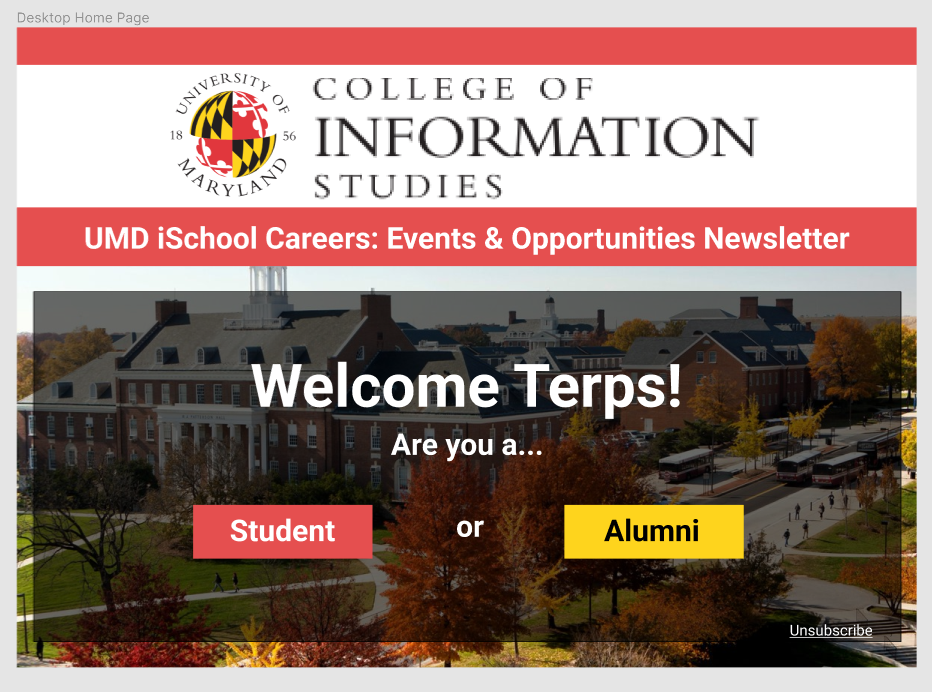 Desktop Home Page
UNIVERSITY OF
18 56
MARYLAND
COLLEGE OF
INFORMATION
STUDIES
UMD iSchool Careers: Events & Opportunities Newsletter
Welcome Terps!
Are you a...
Student or Alumni
Unsubscribe